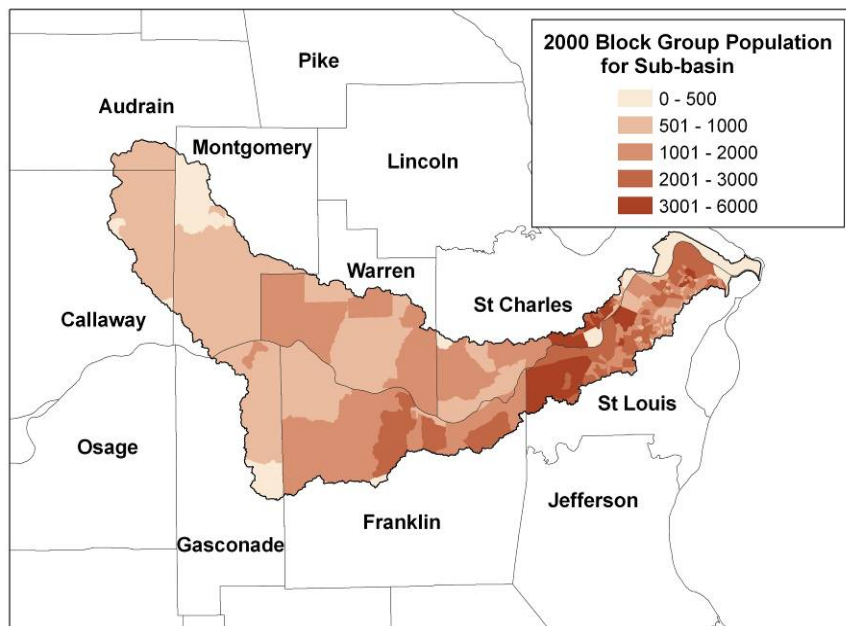 2000 Block Group Population
for Sub-basin
0 - 500
501 - 1000
1001 - 2000
2001 - 3000
3001 - 6000
Pike
Audrain
Montgomery
Lincoln
Warren
St Charles
Callaway
St Louis
Osage
Jefferson
Franklin
Gasconade